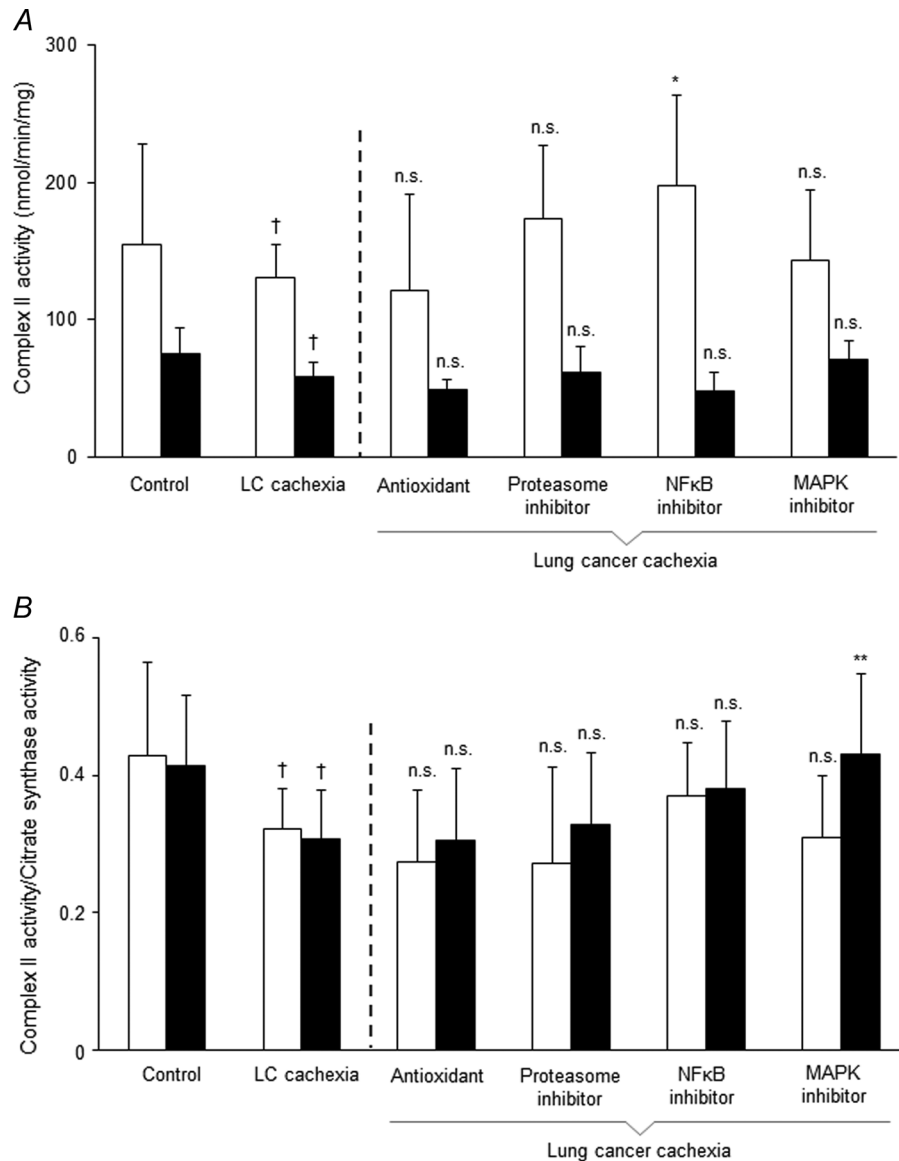 A
Complex II activity (nmol/min/mg)
300
200
100
0
†
†
n.s.
n.s.
n.s.
n.s.
*
n.s.
n.s.
n.s.
Control
LC cachexia
Antioxidant
Proteasome
inhibitor
NFκB
inhibitor
MAPK
inhibitor
Lung cancer cachexia
B
Complex II activity/Citrate synthase activity
0.6
0.4
0.2
0
†
†
n.s.
n.s.
n.s.
n.s.
n.s.
n.s.
n.s.
**
Control
LC cachexia
Antioxidant
Proteasome
inhibitor
NFκB
inhibitor
MAPK
inhibitor
Lung cancer cachexia